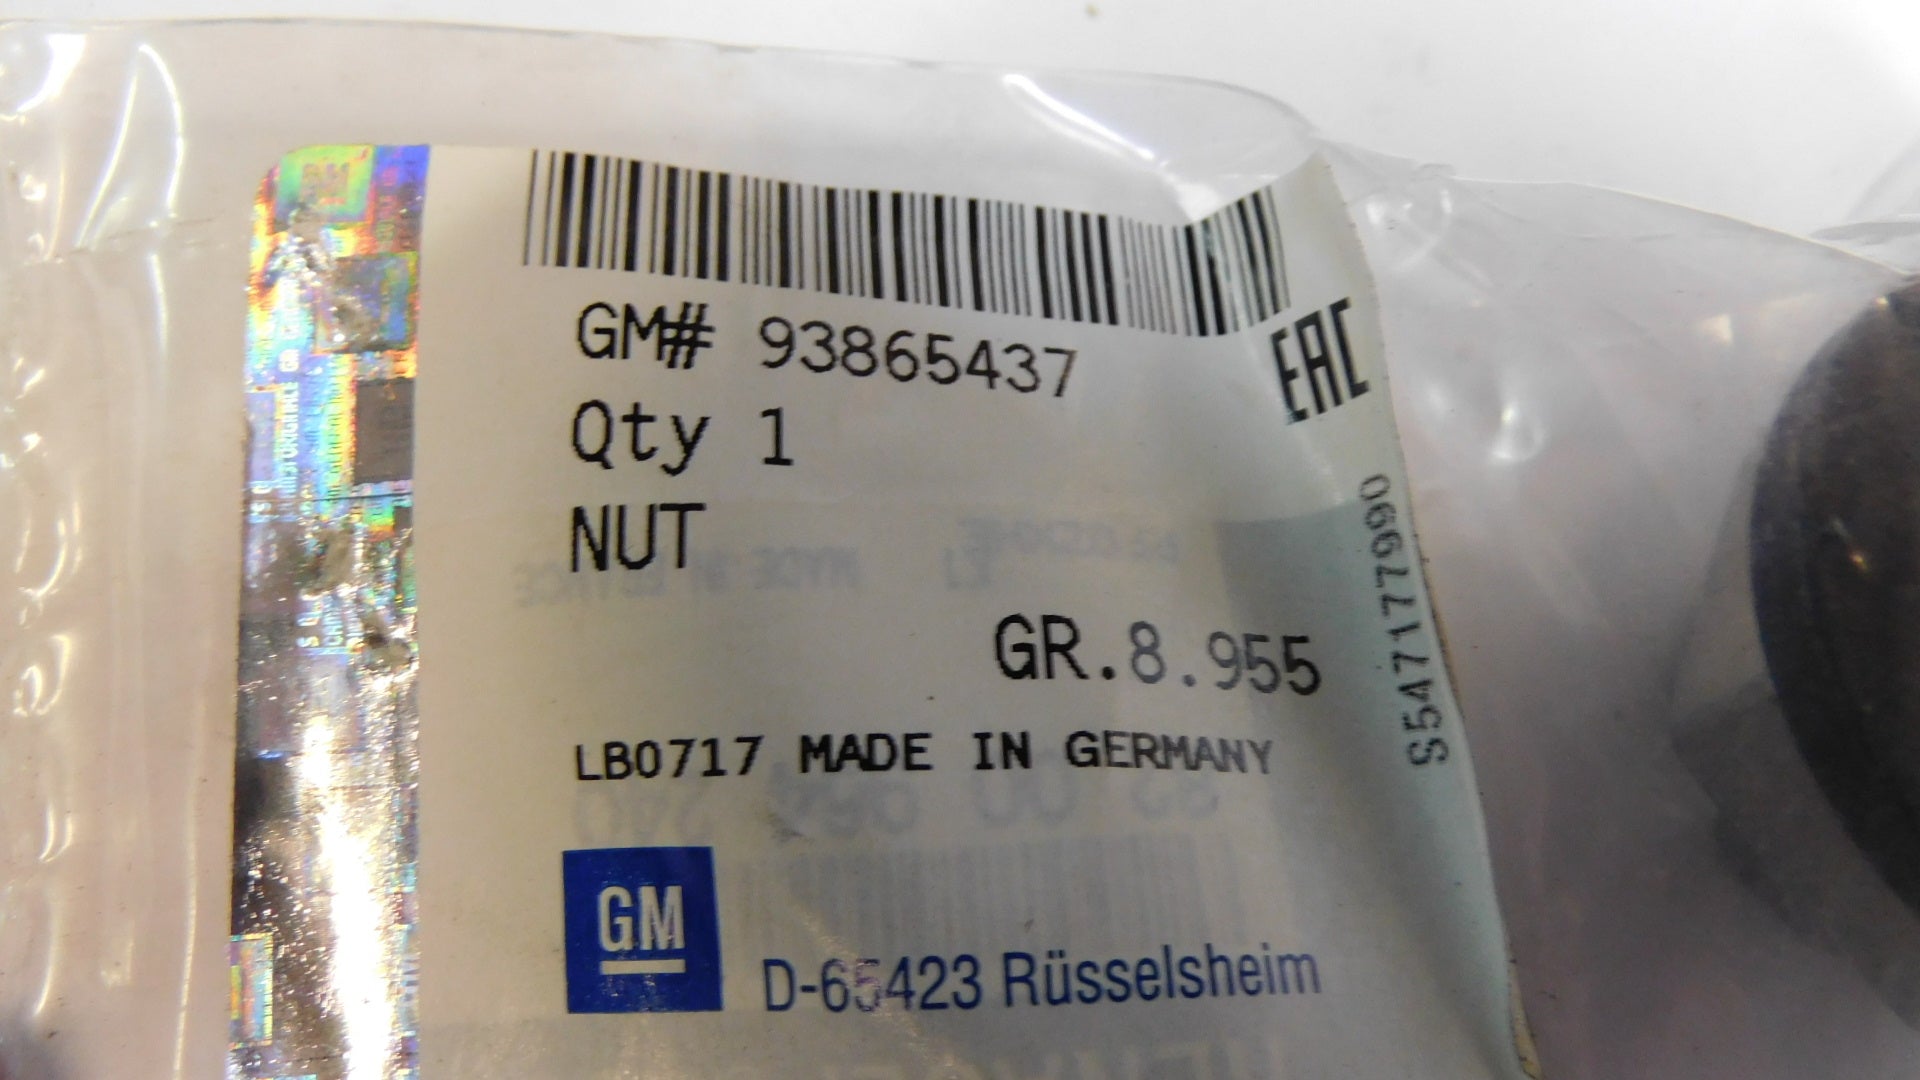 GM# 93865437
EAC
Qty 1
NUT
GR.8.955
LB0717 MADE IN GERMANY
S547177990
GM
D-65423 Rüsselsheim